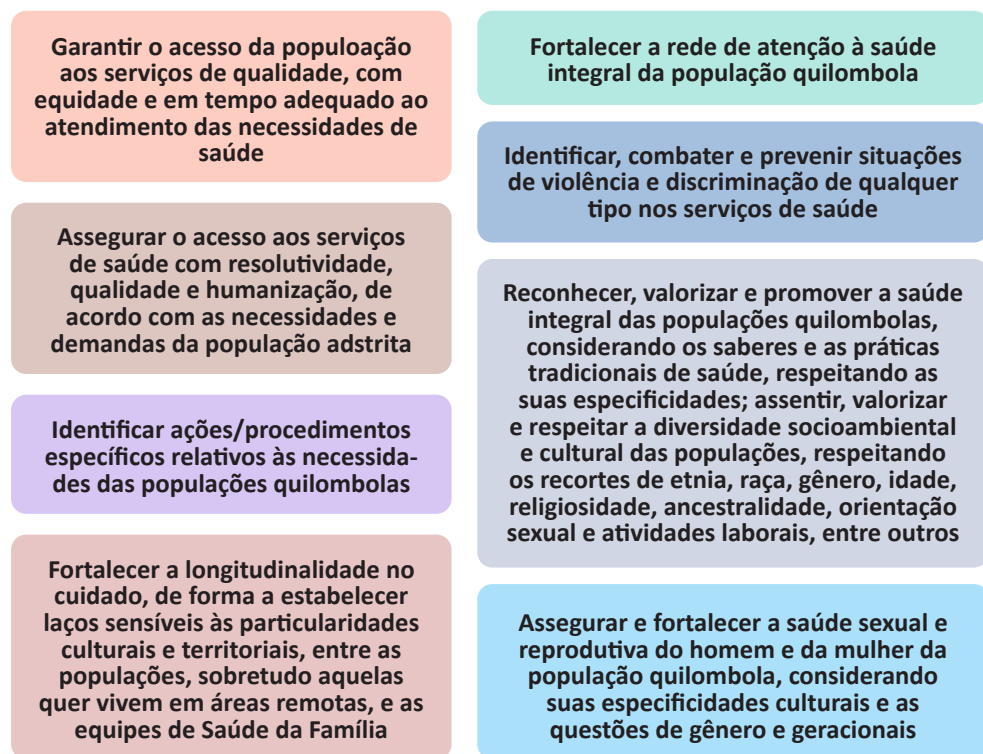 Garantir o acesso da populoação
aos serviços de qualidade, com
equidade e em tempo adequado ao
atendimento das necessidades de
saúde
Assegurar o acesso aos serviços
de saúde com resolutividade,
qualidade e humanização, de
acordo com as necessidades e
demandas da população adstrita
Identificar ações/procedimentos
específicos relativos às necessida-
des das populações quilombolas
Fortalecer a longitudinalidade no
cuidado, de forma a estabelecer
laços sensíveis às particularidades
culturais e territoriais, entre as
populações, sobretudo aquelas
quer vivem em áreas remotas, e as
equipes de Saúde da Família
Fortalecer a rede de atenção à saúde
integral da população quilombola
Identificar, combater e prevenir situações
de violência e discriminação de qualquer
tipo nos serviços de saúde
Reconhecer, valorizar e promover a saúde
integral das populações quilombolas,
considerando os saberes e as práticas
tradicionais de saúde, respeitando as
suas especificidades; assentir, valorizar
e respeitar a diversidade socioambiental
e cultural das populações, respeitando
os recortes de etnia, raça, gênero, idade,
religiosidade, ancestralidade, orientação
sexual e atividades laborais, entre outros
Assegurar e fortalecer a saúde sexual e
reprodutiva do homem e da mulher da
população quilombola, considerando
suas especificidades culturais e as
questões de gênero e geracionais